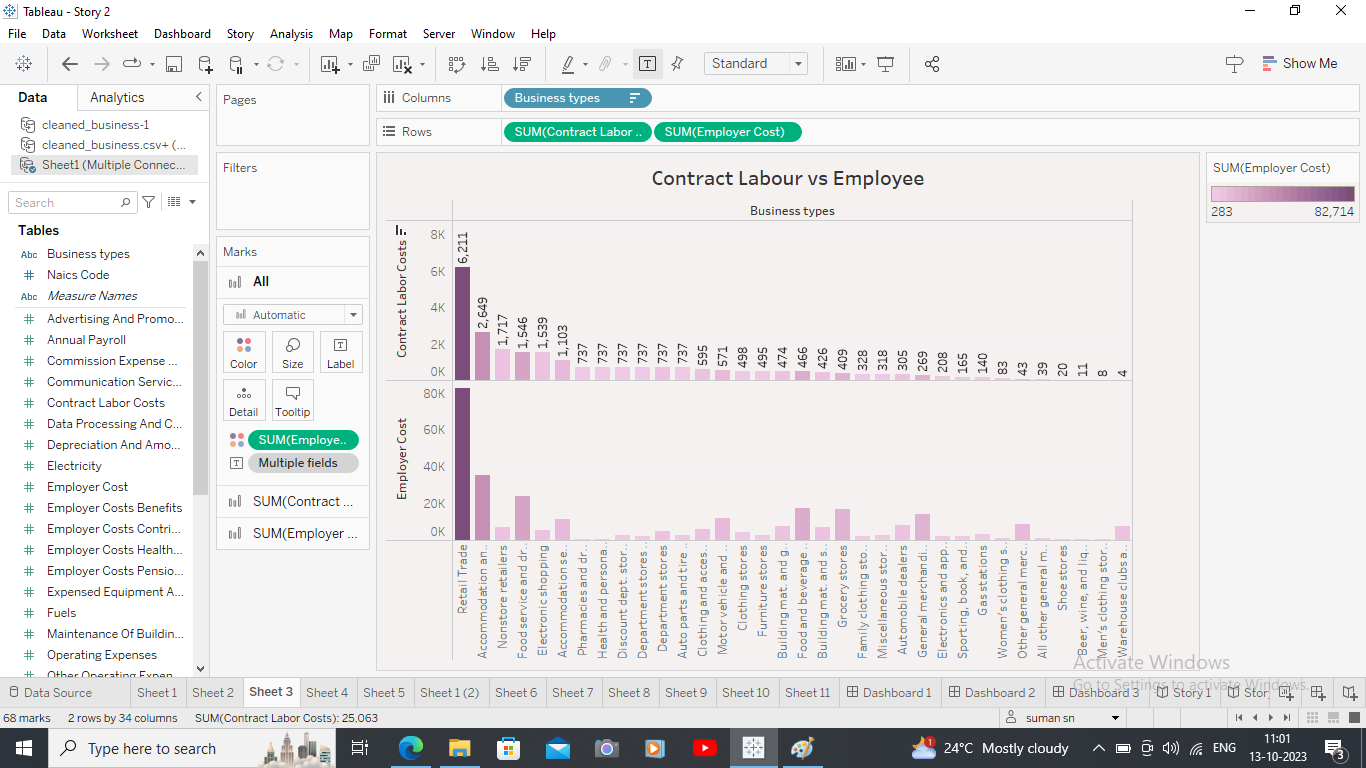 Tableau - Story 2
File Data Worksheet Dashboard Story Analysis Map Format Server Window Help
Standard
Show Me
Data Analytics
cleaned_business-1
cleaned_business.csv+ (...
Sheet1 (Multiple Connec...
Search
Tables
Abc Business types
# Naics Code
Abc Measure Names
# Advertising And Promo...
# Annual Payroll
# Commission Expense ...
# Communication Servic...
# Contract Labor Costs
# Data Processing And C...
# Depreciation And Amo...
# Electricity
# Employer Cost
# Employer Costs Benefits
# Employer Costs Contri...
# Employer Costs Health...
# Employer Costs Pensio...
# Expensed Equipment A...
# Fuels
# Maintenance Of Buildin...
# Operating Expenses
# Other Operating Expen...
Pages
Filters
Marks
All
Automatic
Color Size Label
Detail Tooltip
SUM(Employe..
Multiple fields
SUM(Contract ...
SUM(Employer ...
Columns Business types
Rows SUM(Contract Labor .. SUM(Employer Cost)
Contract Labour vs Employee
Business types
Contract Labor Costs
8K
6K
4K
2K
0K
6,211 2,649 1,717 1,546 1,539 1,103 737 737 737 737 737 737 595 571 498 495 474 466 426 409 328 318 305 269 208 165 140 83 43 39 20 11 8 4
Employer Cost
80K
60K
40K
20K
0K
Retail Trade
Accommodation an..
Nonstore retailers
Food service and dr..
Electronic shopping
Accommodation se..
Pharmacies and dr..
Health and persona..
Discount dept. stor..
Department stores ..
Department stores
Auto parts and tire ..
Clothing and acces..
Motor vehicle and ..
Clothing stores
Furniture stores
Building mat. and g..
Food and beverage ..
Building mat. and s..
Grocery stores
Family clothing sto..
Miscellaneous stor..
Automobile dealers
General merchandi..
Electronics and app..
Sporting, book, and..
Gas stations
Women's clothing s..
Other general merc..
All other general m..
Shoe stores
Beer, wine, and liq..
Men's clothing stor..
Warehouse clubs a..
SUM(Employer Cost)
283 82,714
Activate Windows
Go to Settings to activate Windows.
Data Source Sheet 1 Sheet 2 Sheet 3 Sheet 4 Sheet 5 Sheet 1 (2) Sheet 6 Sheet 7 Sheet 8 Sheet 9 Sheet 10 Sheet 11 Dashboard 1 Dashboard 2 Dashboard 3 Story 1 Stor
68 marks 2 rows by 34 columns SUM(Contract Labor Costs): 25,063
suman sn
Type here to search
24°C Mostly cloudy
ENG
11:01
13-10-2023
3